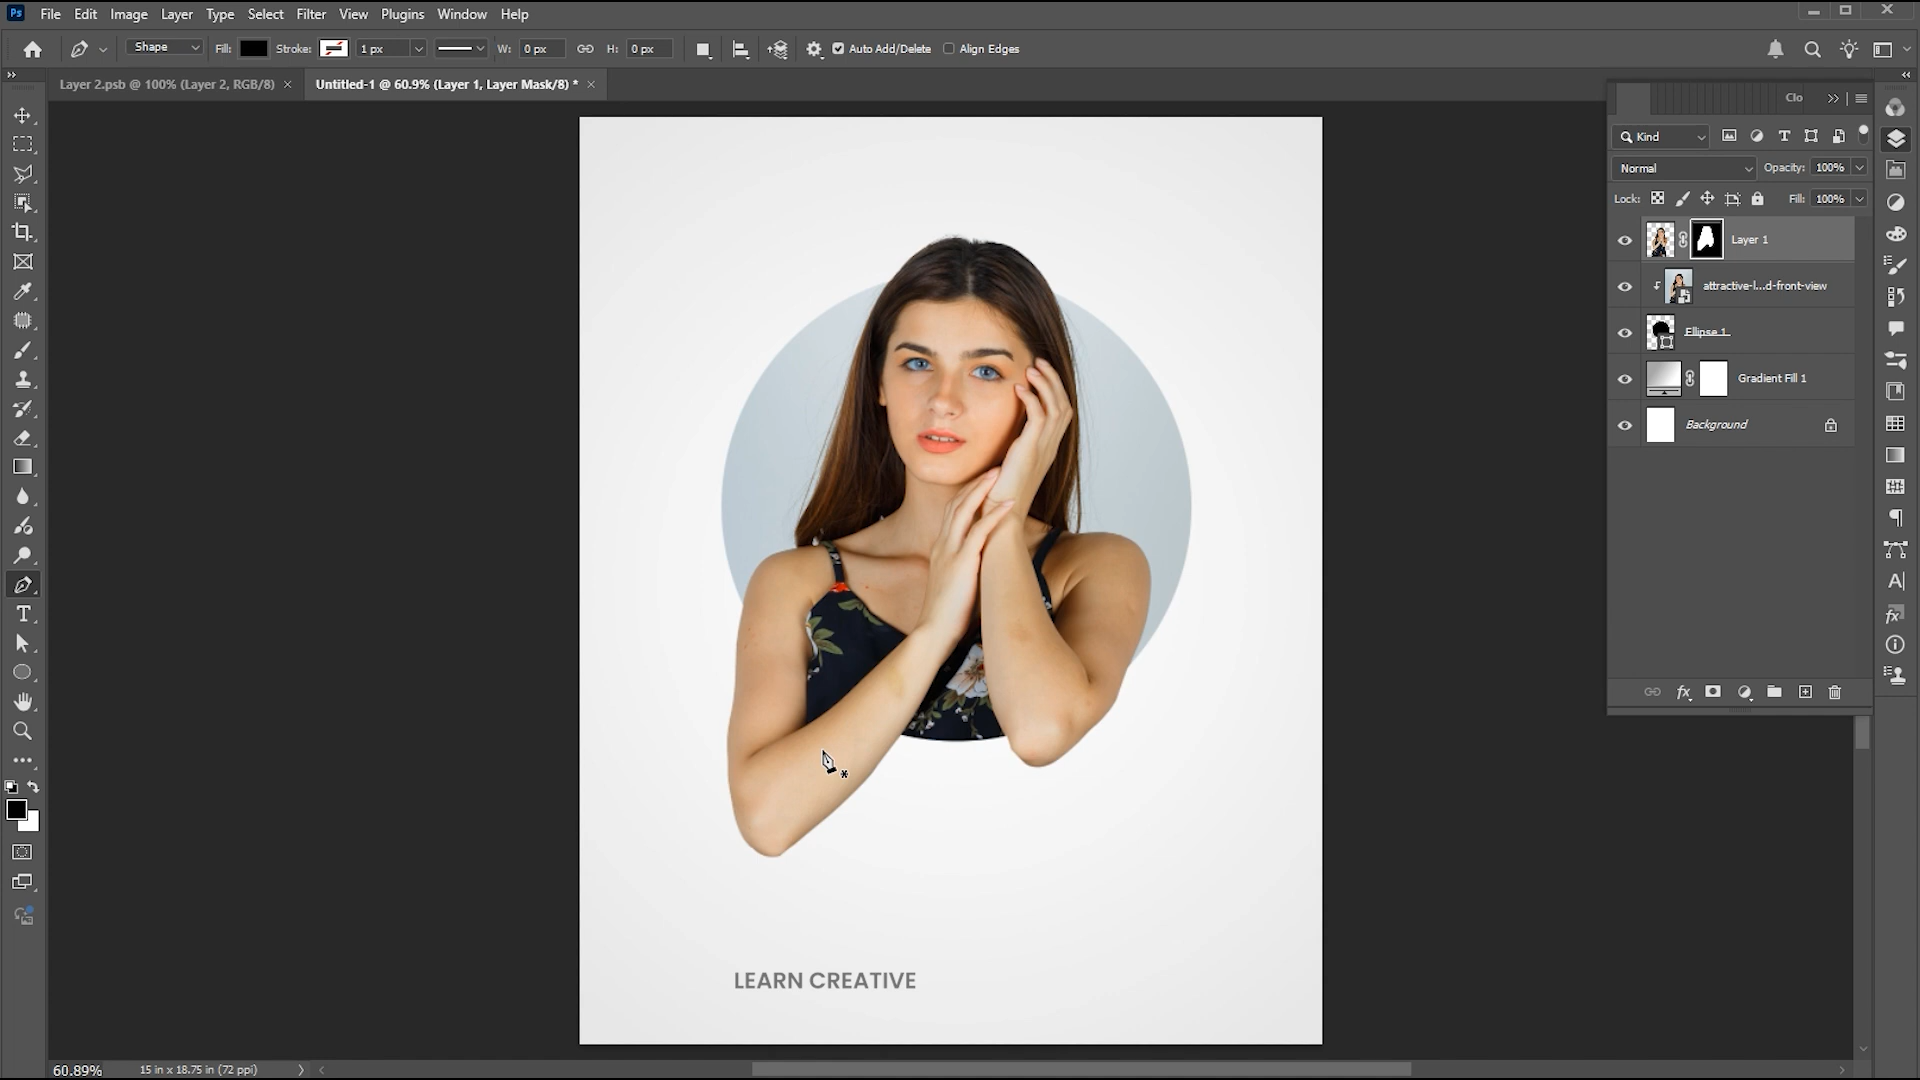 Ps File Edit Image Layer Type Select Filter View Plugins Window Help
Shape Fill: Stroke: 1 px W: 0 px H: 0 px Auto Add/Delete Align Edges
Layer 2.psb @ 100% (Layer 2, RGB/8) × Untitled-1 @ 60.9% (Layer 1, Layer Mask/8) * ×
Clo
Kind
Normal Opacity: 100%
Lock: Fill: 100%
Layer 1
attractive-l...d-front-view
Ellipse 1
Gradient Fill 1
Background
LEARN CREATIVE
60.89% 15 in x 18.75 in (72 ppi)